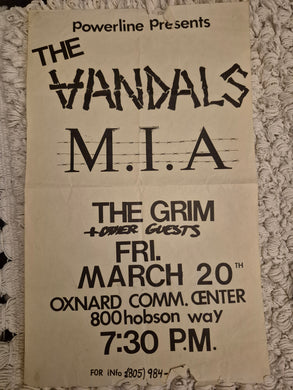 Powerline Presents
THE
VANDALS
M.I.A
THE GRIM
+OTHER GUESTS
FRI.
MARCH 20TH
OXNARD COMM. CENTER
800 hobson way
7:30 P.M.
FOR iNFo (805) 984-